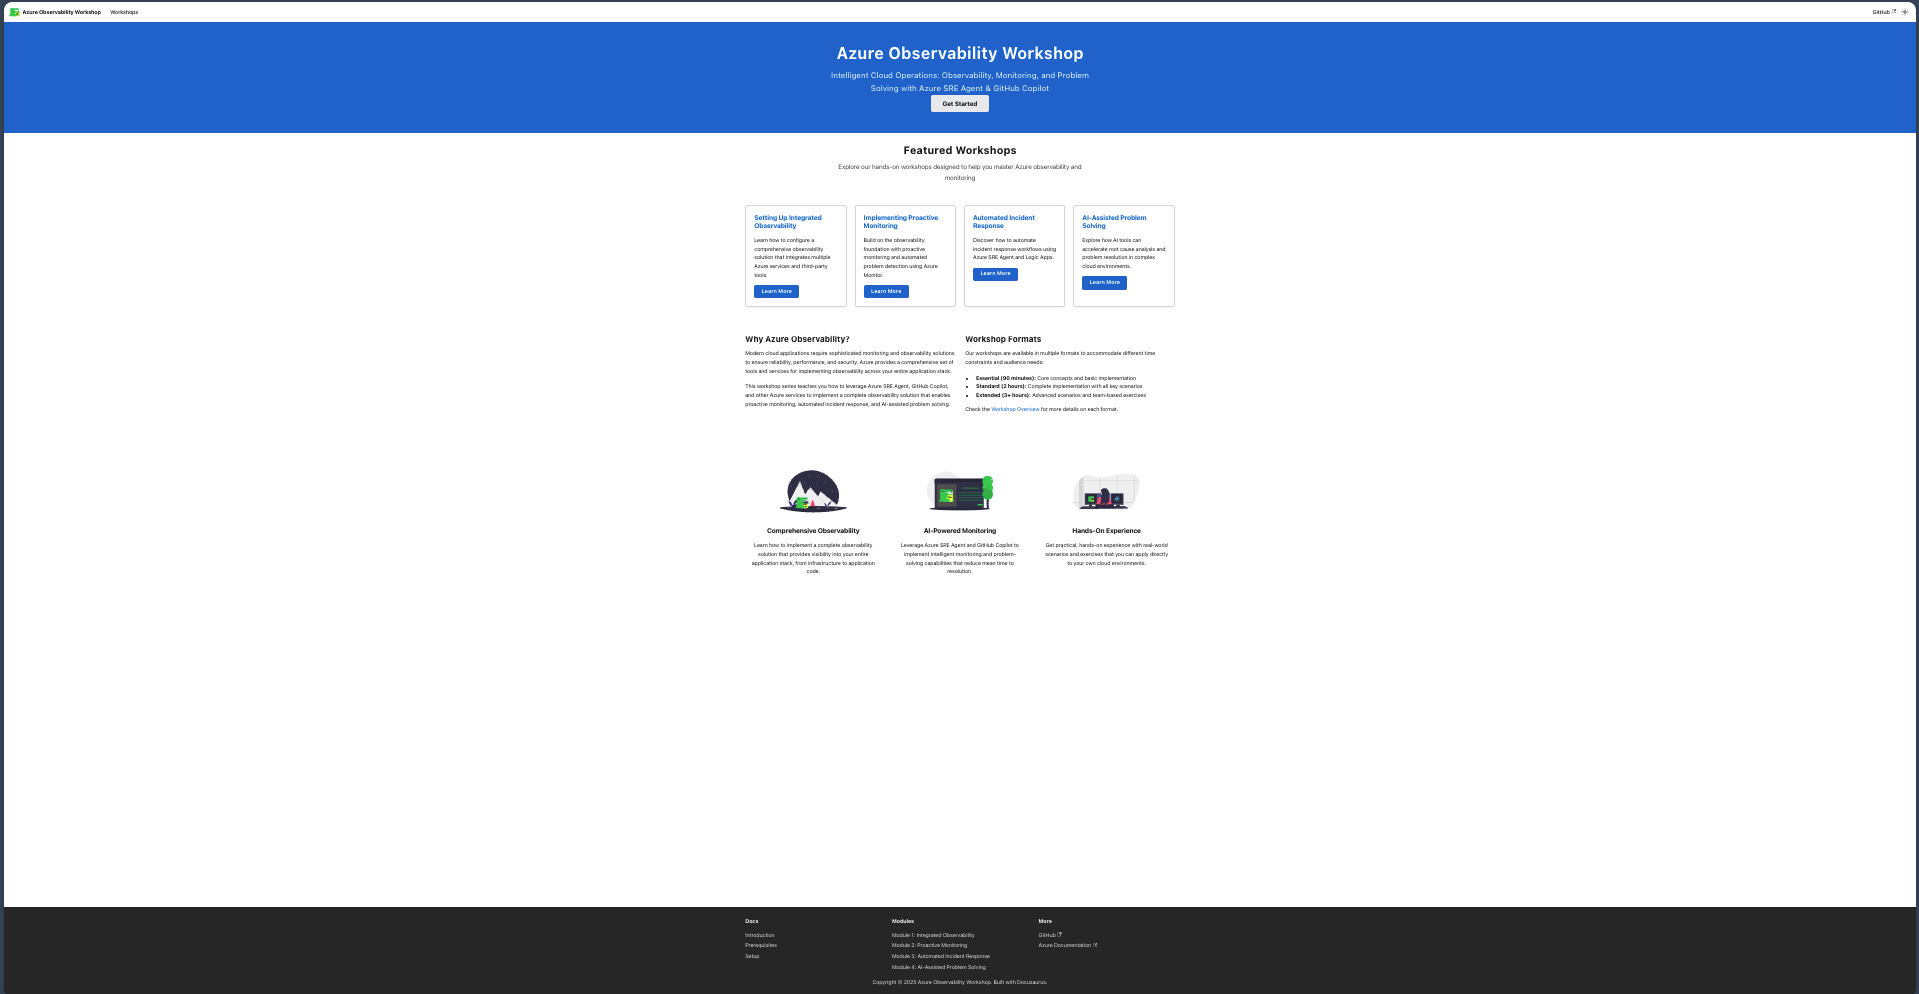 Azure Observability Workshop
Workshops
GitHub
Azure Observability Workshop
Intelligent Cloud Operations: Observability, Monitoring, and Problem
Solving with Azure SRE Agent & GitHub Copilot
Get Started
Featured Workshops
Explore our hands-on workshops designed to help you master Azure observability and
monitoring
Setting Up Integrated
Observability
Learn how to configure a
comprehensive observability
solution that integrates multiple
Azure services and third-party
tools.
Learn More
Implementing Proactive
Monitoring
Build on the observability
foundation with proactive
monitoring and automated
problem detection using Azure
Monitor.
Learn More
Automated Incident
Response
Discover how to automate
incident response workflows using
Azure SRE Agent and Logic Apps.
Learn More
AI-Assisted Problem
Solving
Explore how AI tools can
accelerate root cause analysis and
problem resolution in complex
cloud environments.
Learn More
Why Azure Observability?
Modern cloud applications require sophisticated monitoring and observability solutions
to ensure reliability, performance, and security. Azure provides a comprehensive set of
tools and services for implementing observability across your entire application stack.
This workshop series teaches you how to leverage Azure SRE Agent, GitHub Copilot,
and other Azure services to implement a complete observability solution that enables
proactive monitoring, automated incident response, and AI-assisted problem solving.
Workshop Formats
Our workshops are available in multiple formats to accommodate different time
constraints and audience needs:
• Essential (90 minutes): Core concepts and basic implementation
• Standard (2 hours): Complete implementation with all key scenarios
• Extended (3+ hours): Advanced scenarios and team-based exercises
Check the Workshop Overview for more details on each format.
Comprehensive Observability
Learn how to implement a complete observability
solution that provides visibility into your entire
application stack, from infrastructure to application
code.
AI-Powered Monitoring
Leverage Azure SRE Agent and GitHub Copilot to
implement intelligent monitoring and problem-
solving capabilities that reduce mean time to
resolution.
Hands-On Experience
Get practical, hands-on experience with real-world
scenarios and exercises that you can apply directly
to your own cloud environments.
Docs
Introduction
Prerequisites
Setup
Modules
Module 1: Integrated Observability
Module 2: Proactive Monitoring
Module 3: Automated Incident Response
Module 4: AI-Assisted Problem Solving
More
GitHub
Azure Documentation
Copyright © 2025 Azure Observability Workshop. Built with Docusaurus.